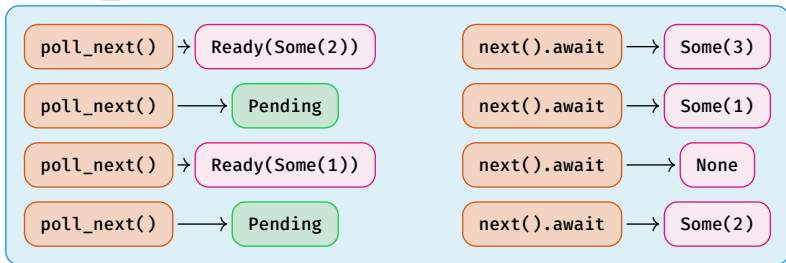 poll_next() Ready(Some(2)) next().await Some(3)
poll_next() Pending next().await Some(1)
poll_next() Ready(Some(1)) next().await None
poll_next() Pending next().await Some(2)